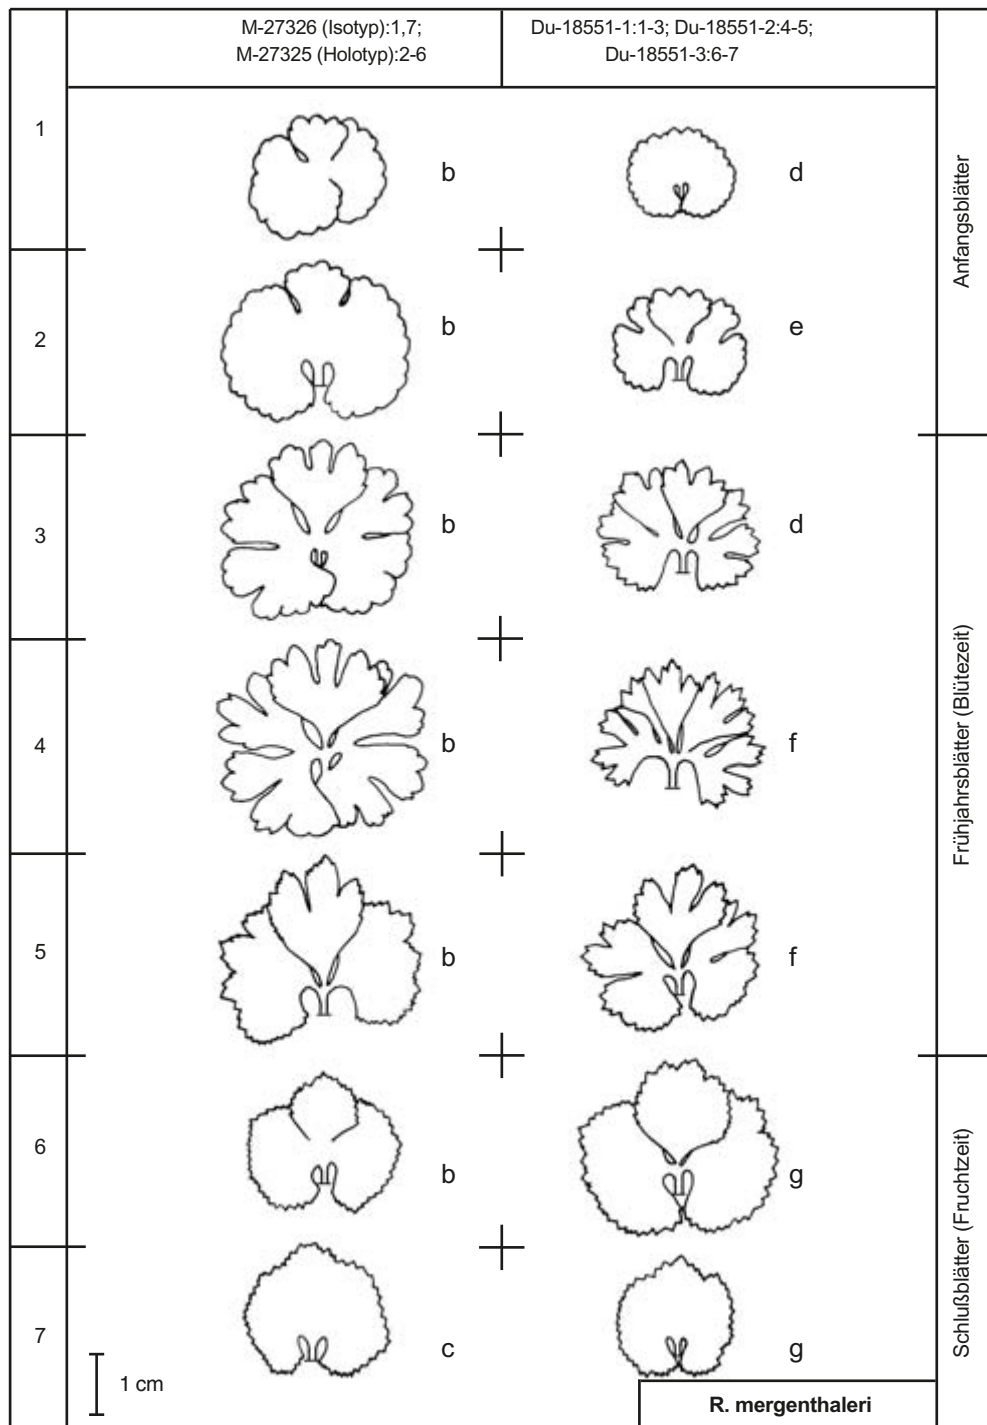 M-27326 (Isotyp):1,7;
M-27325 (Holotyp):2-6
Du-18551-1:1-3; Du-18551-2:4-5;
Du-18551-3:6-7
1
b
d
Anfangsblätter
2
b
e
3
b
d
Frühjahrsblätter (Blütezeit)
4
b
f
5
b
f
6
b
g
Schlußblätter (Fruchtzeit)
7
c
g
1 cm
R. mergenthaleri